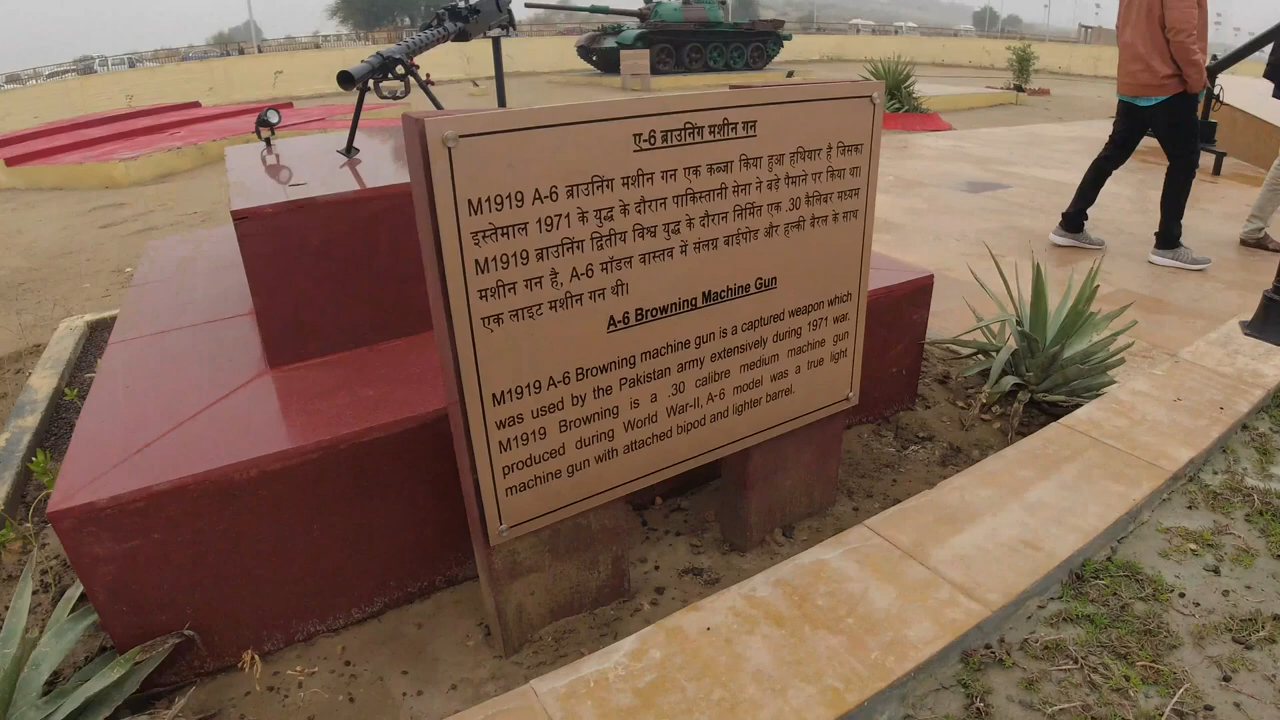 ए-6 ब्राउनिंग मशीन गन
M1919 A-6 ब्राउनिंग मशीन गन एक कब्जा किया हुआ हथियार है जिसका
इस्तेमाल 1971 के युद्ध के दौरान पाकिस्तानी सेना ने बड़े पैमाने पर किया था।
M1919 ब्राउनिंग द्वितीय विश्व युद्ध के दौरान निर्मित एक .30 कैलिबर मध्यम
मशीन गन है, A-6 मॉडल वास्तव में संलग्न बाईपोड और हल्की बैरल के साथ
एक लाइट मशीन गन थी।
A-6 Browning Machine Gun
M1919 A-6 Browning machine gun is a captured weapon which
was used by the Pakistan army extensively during 1971 war.
M1919 Browning is a .30 calibre medium machine gun
produced during World War-II, A-6 model was a true light
machine gun with attached bipod and lighter barrel.